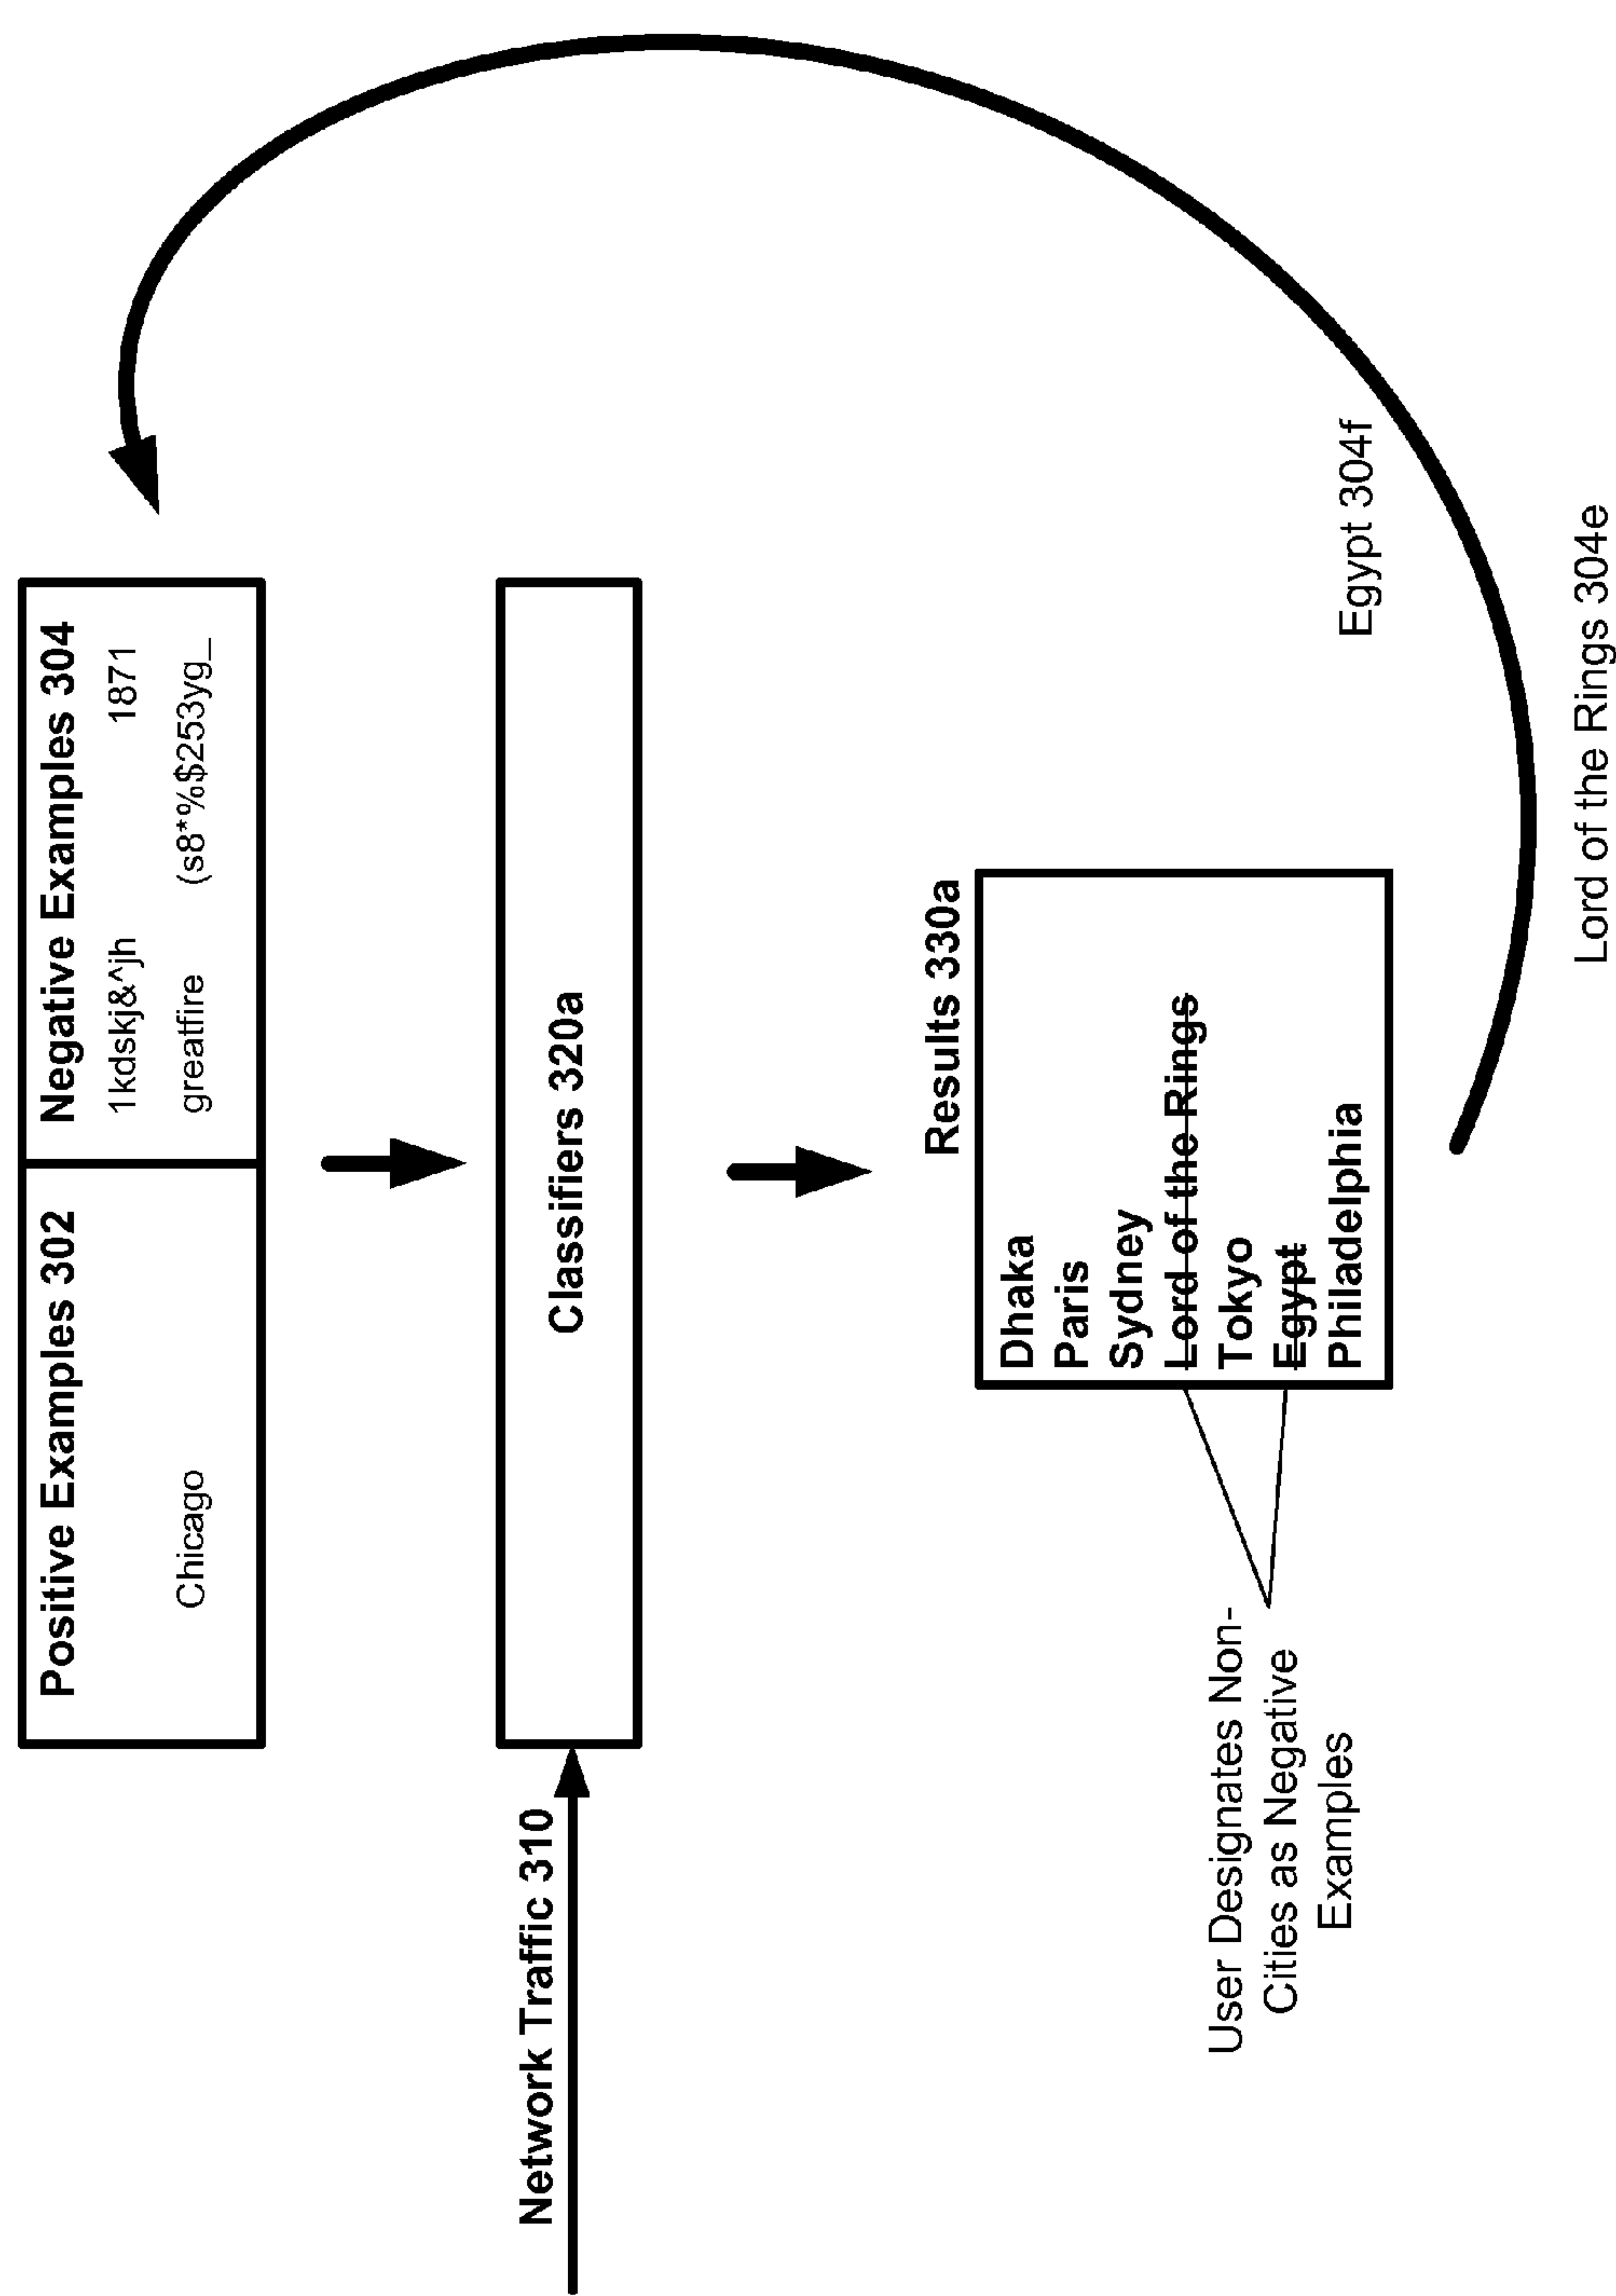 Positive Examples 302
Chicago
Negative Examples 304
1kdskj&^jh 1871
greatfire (s8*%$253yg_
Network Traffic 310
Classifiers 320a
Results 330a
Dhaka
Paris
Sydney
Lord of the Rings
Tokyo
Egypt
Philadelphia
User Designates Non-
Cities as Negative
Examples
Egypt 304f
Lord of the Rings 304e